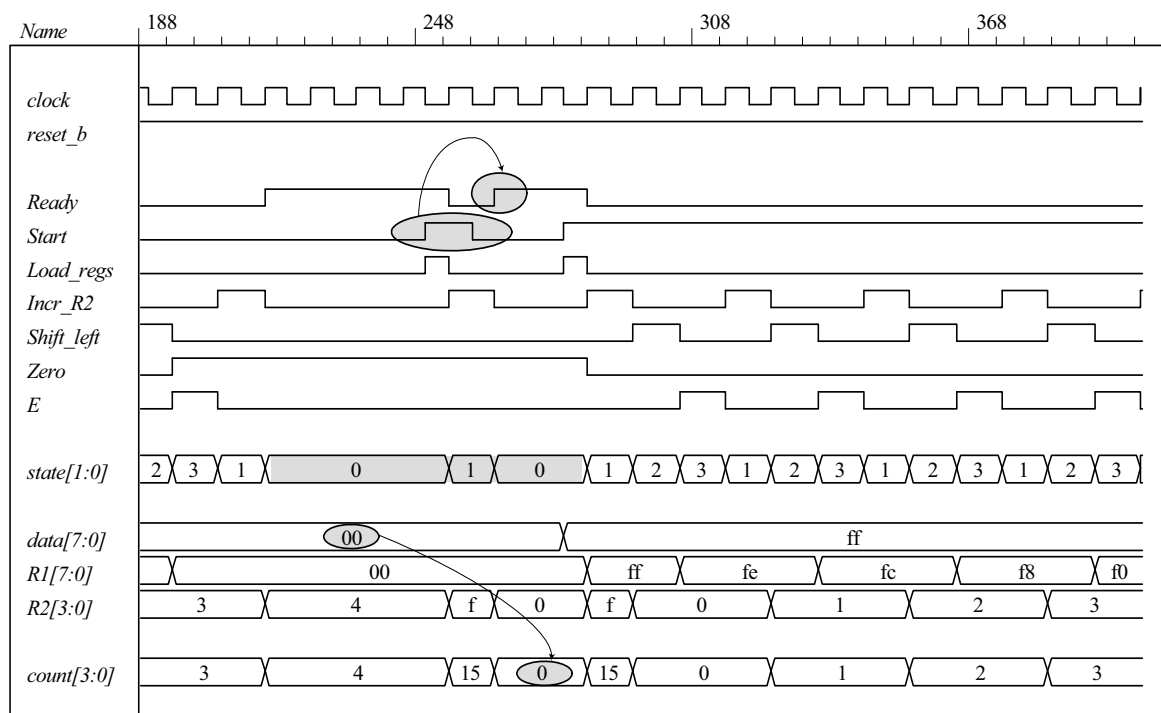 Name 188 248 308 368
clock
reset_b
Ready
Start
Load_regs
Incr_R2
Shift_left
Zero
E
state[1:0] 2 3 1 0 1 0 1 2 3 1 2 3 1 2 3 1 2 3
data[7:0] 00 ff
R1[7:0] 00 ff fe fc f8 f0
R2[3:0] 3 4 f 0 f 0 1 2 3
count[3:0] 3 4 15 0 15 0 1 2 3